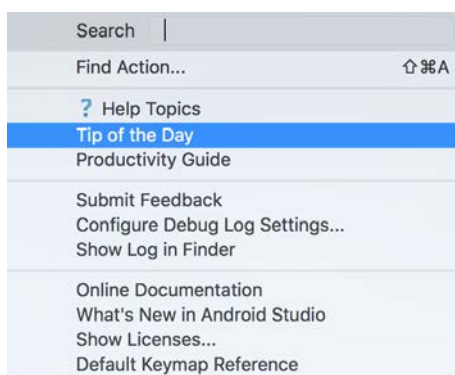 Search
Find Action... ⇧⌘A
? Help Topics
Tip of the Day
Productivity Guide
Submit Feedback
Configure Debug Log Settings...
Show Log in Finder
Online Documentation
What's New in Android Studio
Show Licenses...
Default Keymap Reference